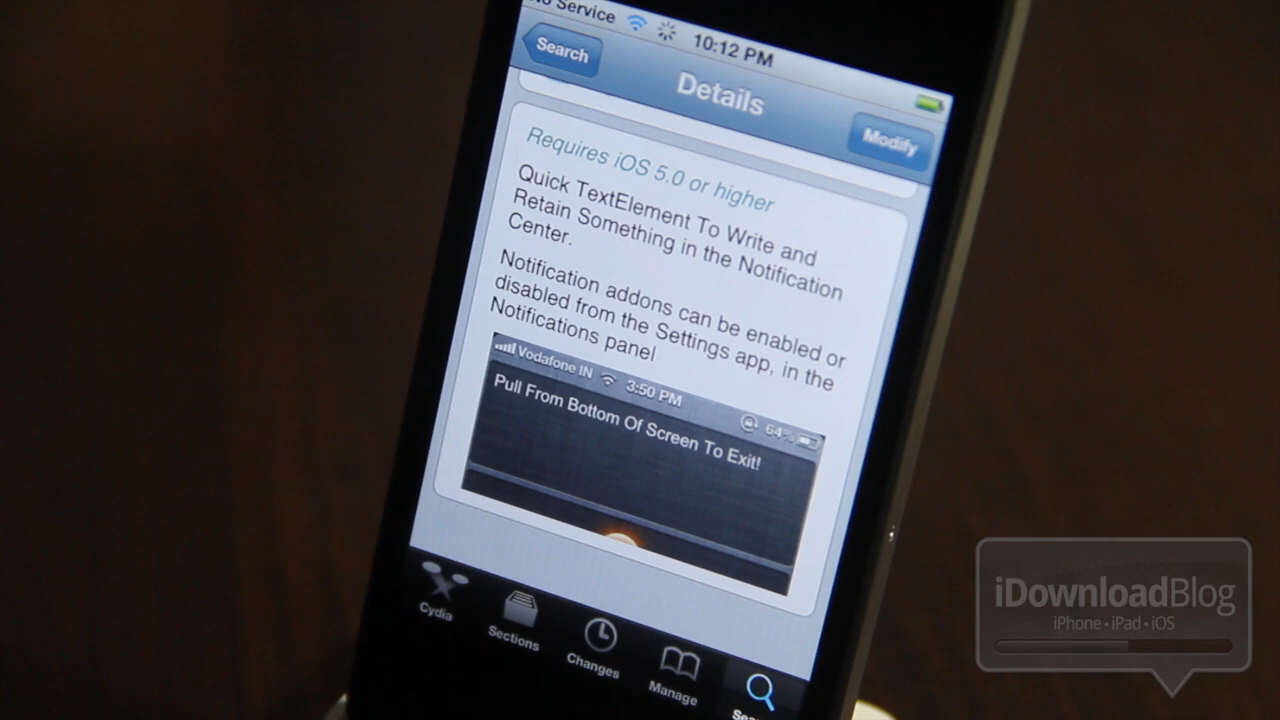 No Service 10:12 PM
Search
Details
Modify
Requires iOS 5.0 or higher
Quick TextElement To Write and
Retain Something in the Notification
Center.
Notification addons can be enabled or
disabled from the Settings app, in the
Notifications panel
Vodafone IN 3:50 PM 64%
Pull From Bottom Of Screen To Exit!
Cydia
Sections
Changes
Manage
iDownloadBlog
iPhone • iPad • iOS